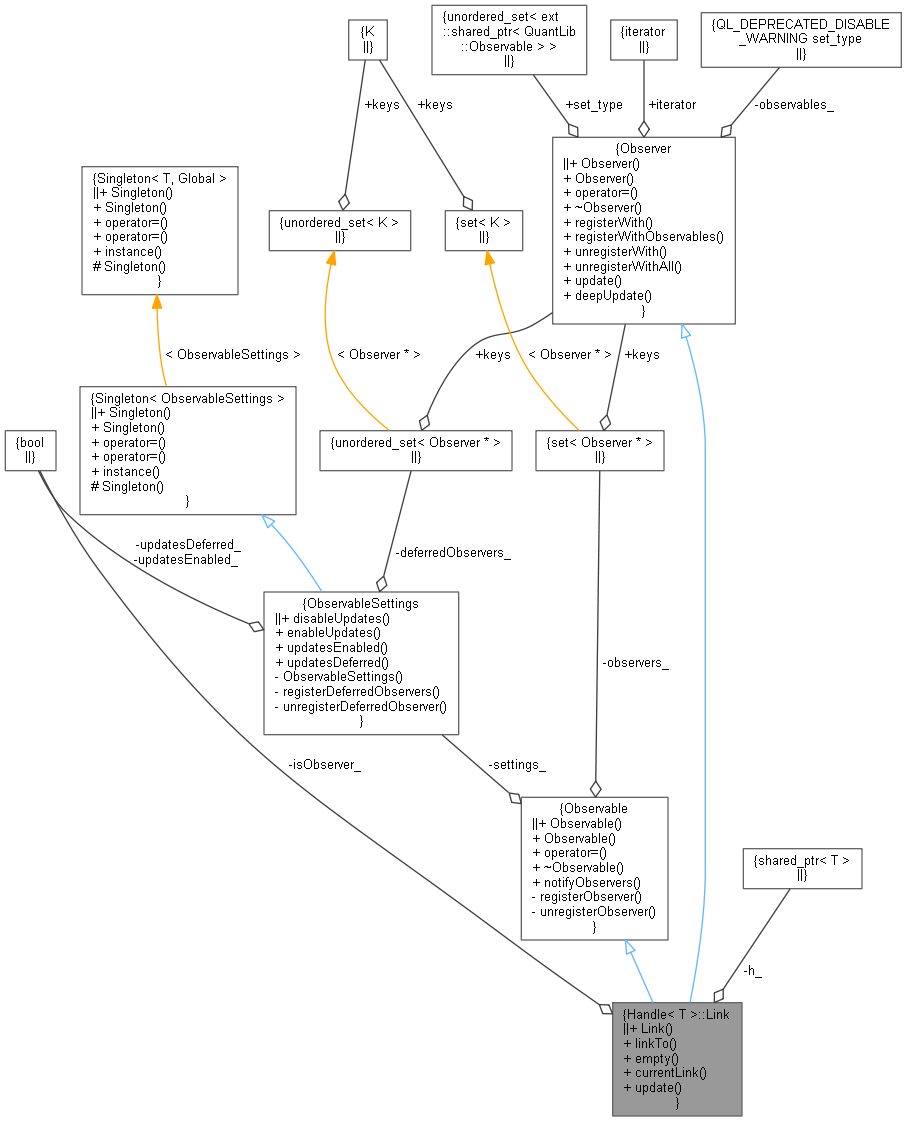 {K
||}
{unordered_set< ext
::shared_ptr< QuantLib
::Observable > >
||}
{iterator
||}
{QL_DEPRECATED_DISABLE
_WARNING set_type
||}
+keys
+keys
+set_type
+iterator
-observables_
{Singleton< T, Global >
||+ Singleton()
+ Singleton()
+ operator=()
+ operator=()
+ instance()
# Singleton()
}
{unordered_set< K >
||}
{set< K >
||}
{Observer
||+ Observer()
+ Observer()
+ operator=()
+ ~Observer()
+ registerWith()
+ registerWithObservables()
+ unregisterWith()
+ unregisterWithAll()
+ update()
+ deepUpdate()
}
< ObservableSettings >
< Observer * >
+keys
< Observer * >
+keys
{bool
||}
{Singleton< ObservableSettings >
||+ Singleton()
+ Singleton()
+ operator=()
+ operator=()
+ instance()
# Singleton()
}
{unordered_set< Observer * >
||}
{set< Observer * >
||}
-updatesDeferred_
-updatesEnabled_
-deferredObservers_
{ObservableSettings
||+ disableUpdates()
+ enableUpdates()
+ updatesEnabled()
+ updatesDeferred()
- ObservableSettings()
- registerDeferredObservers()
- unregisterDeferredObserver()
}
-observers_
-isObserver_
-settings_
{Observable
||+ Observable()
+ Observable()
+ operator=()
+ ~Observable()
+ notifyObservers()
- registerObserver()
- unregisterObserver()
}
{shared_ptr< T >
||}
-h_
{Handle< T >::Link
||+ Link()
+ linkTo()
+ empty()
+ currentLink()
+ update()
}